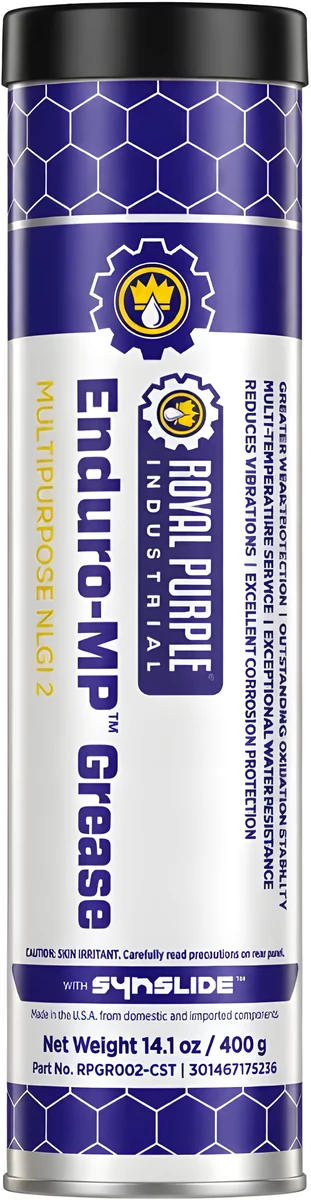 ROYAL PURPLE®
INDUSTRIAL
Enduro-MP™ Grease
MULTIPURPOSE NLGI 2
GREATER WEAR PROTECTION | OUTSTANDING OXIDATION STABILITY
MULTI-TEMPERATURE SERVICE | EXCEPTIONAL WATER RESISTANCE
REDUCES VIBRATIONS | EXCELLENT CORROSION PROTECTION
CAUTION: SKIN IRRITANT. Carefully read precautions on rear panel.
WITH SYNSLIDE™
Made in the U.S.A. from domestic and imported components
Net Weight 14.1 oz / 400 g
Part No. RPGR002-CST | 301467175236